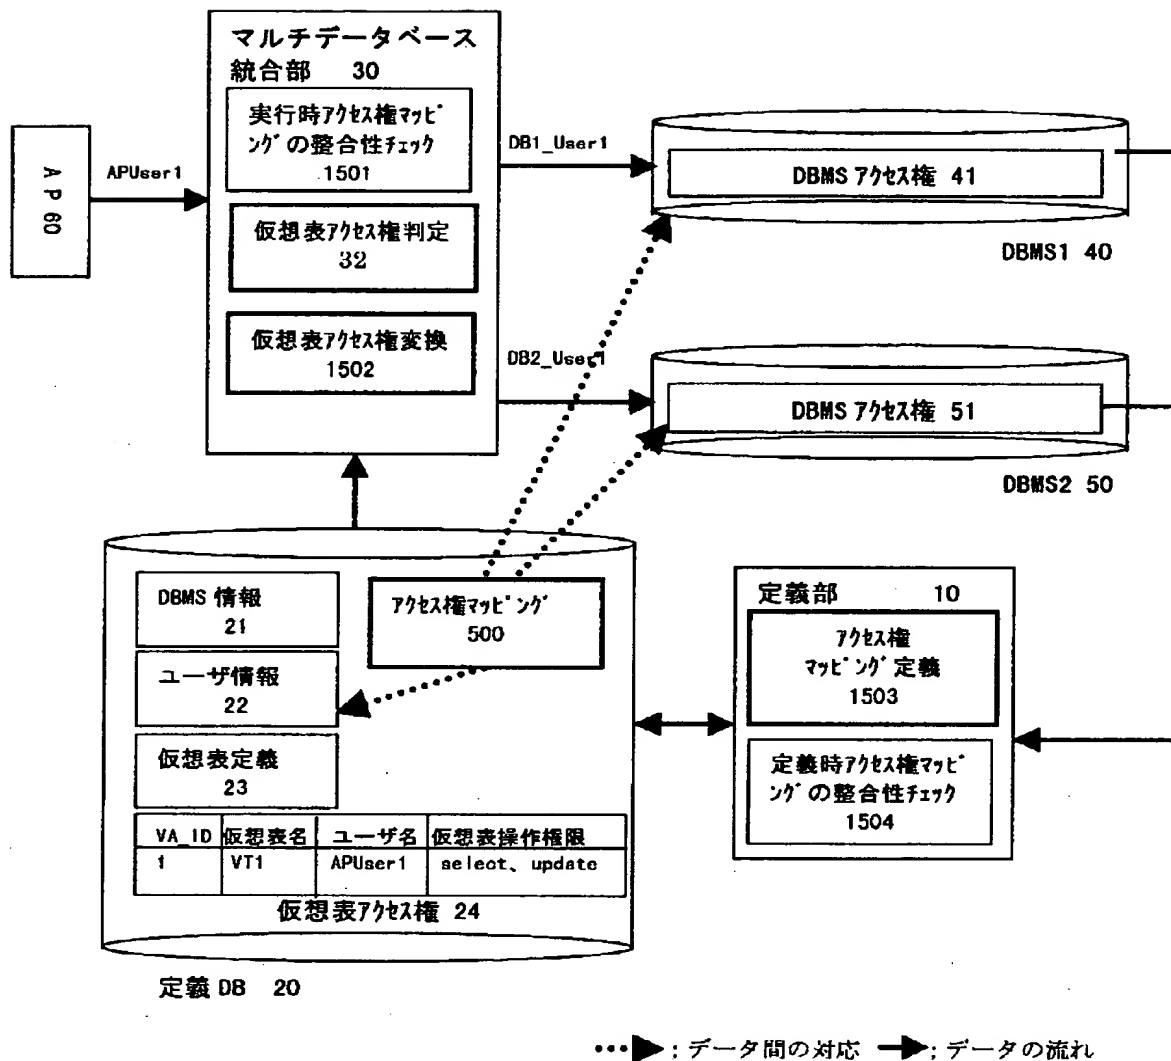 マルチデータベース
統合部 30
実行時ｱｸｾｽ権ﾏｯﾋﾟ
ﾝｸﾞの整合性チェック
1501
仮想表ｱｸｾｽ権判定
32
仮想表ｱｸｾｽ権変換
1502
AP 60
APUser1
DB1_User1
DB2_User1
DBMS アクセス権 41
DBMS1 40
DBMS アクセス権 51
DBMS2 50
DBMS 情報
21
ユーザ情報
22
仮想表定義
23
ｱｸｾｽ権ﾏｯﾋﾟﾝｸﾞ
500
VA_ID 仮想表名 ユーザ名 仮想表操作権限
1 VT1 APUser1 select、update
仮想表ｱｸｾｽ権 24
定義 DB 20
定義部 10
ｱｸｾｽ権
ﾏｯﾋﾟﾝｸﾞ定義
1503
定義時ｱｸｾｽ権ﾏｯﾋﾟ
ﾝｸﾞの整合性チェック
1504
：データ間の対応 ：データの流れ